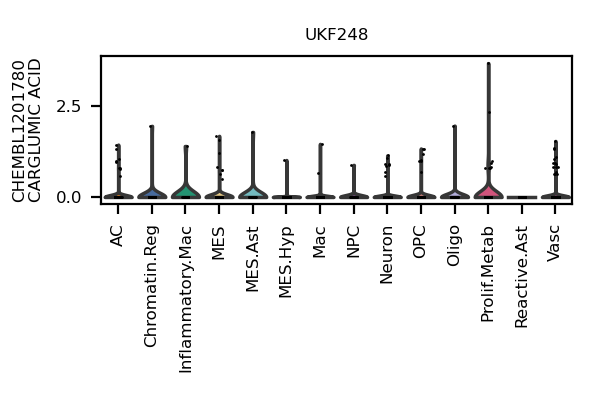 UKF248
CHEMBL1201780
CARGLUMIC ACID
2.5
0.0
AC
Chromatin.Reg
Inflammatory.Mac
MES
MES.Ast
MES.Hyp
Mac
NPC
Neuron
OPC
Oligo
Prolif.Metab
Reactive.Ast
Vasc